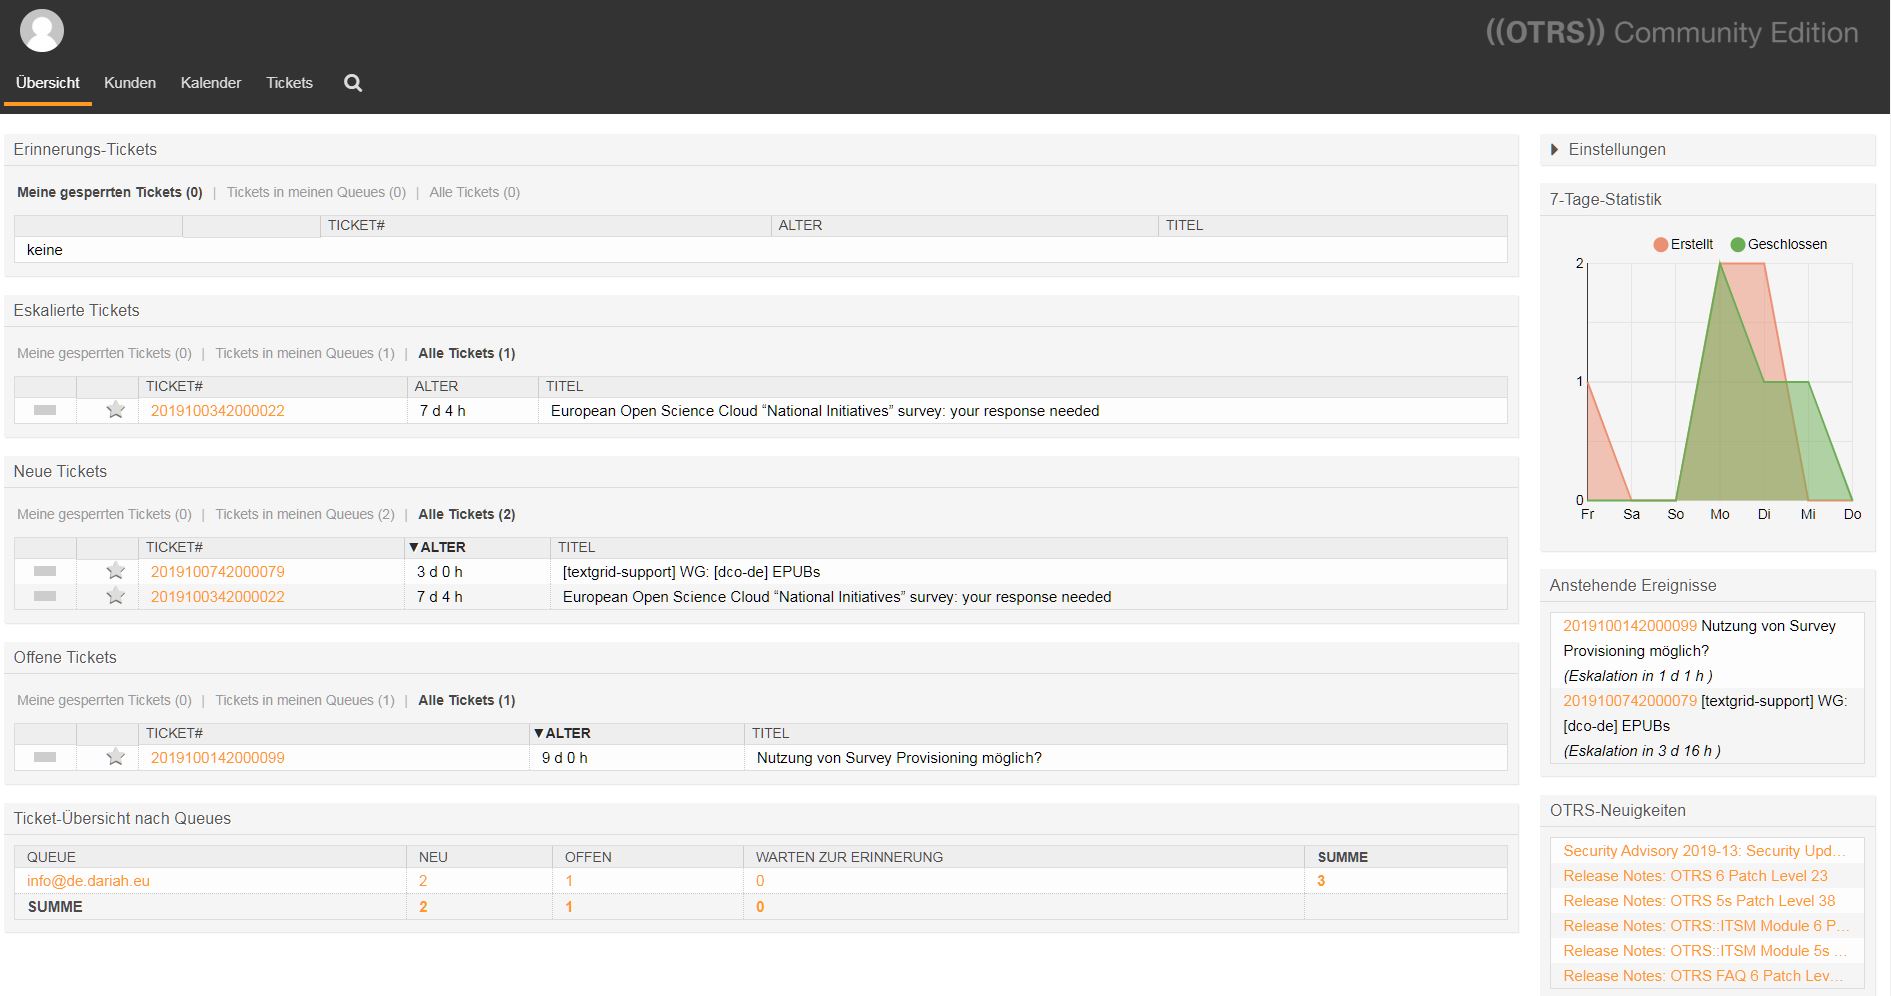 ((OTRS)) Community Edition
Übersicht Kunden Kalender Tickets
Erinnerungs-Tickets
Meine gesperrten Tickets (0) | Tickets in meinen Queues (0) | Alle Tickets (0)
TICKET# ALTER TITEL
keine
Eskalierte Tickets
Meine gesperrten Tickets (0) | Tickets in meinen Queues (1) | Alle Tickets (1)
TICKET# ALTER TITEL
2019100342000022 7 d 4 h European Open Science Cloud “National Initiatives” survey: your response needed
Neue Tickets
Meine gesperrten Tickets (0) | Tickets in meinen Queues (2) | Alle Tickets (2)
TICKET# ▼ALTER TITEL
2019100742000079 3 d 0 h [textgrid-support] WG: [dco-de] EPUBs
2019100342000022 7 d 4 h European Open Science Cloud “National Initiatives” survey: your response needed
Offene Tickets
Meine gesperrten Tickets (0) | Tickets in meinen Queues (1) | Alle Tickets (1)
TICKET# ▼ALTER TITEL
2019100142000099 9 d 0 h Nutzung von Survey Provisioning möglich?
Ticket-Übersicht nach Queues
QUEUE NEU OFFEN WARTEN ZUR ERINNERUNG SUMME
info@de.dariah.eu 2 1 0 3
SUMME 2 1 0
Einstellungen
7-Tage-Statistik
Erstellt Geschlossen
2
1
0
Fr Sa So Mo Di Mi Do
Anstehende Ereignisse
2019100142000099 Nutzung von Survey
Provisioning möglich?
(Eskalation in 1 d 1 h )
2019100742000079 [textgrid-support] WG:
[dco-de] EPUBs
(Eskalation in 3 d 16 h )
OTRS-Neuigkeiten
Security Advisory 2019-13: Security Upd...
Release Notes: OTRS 6 Patch Level 23
Release Notes: OTRS 5s Patch Level 38
Release Notes: OTRS::ITSM Module 6 P...
Release Notes: OTRS::ITSM Module 5s ...
Release Notes: OTRS FAQ 6 Patch Lev...